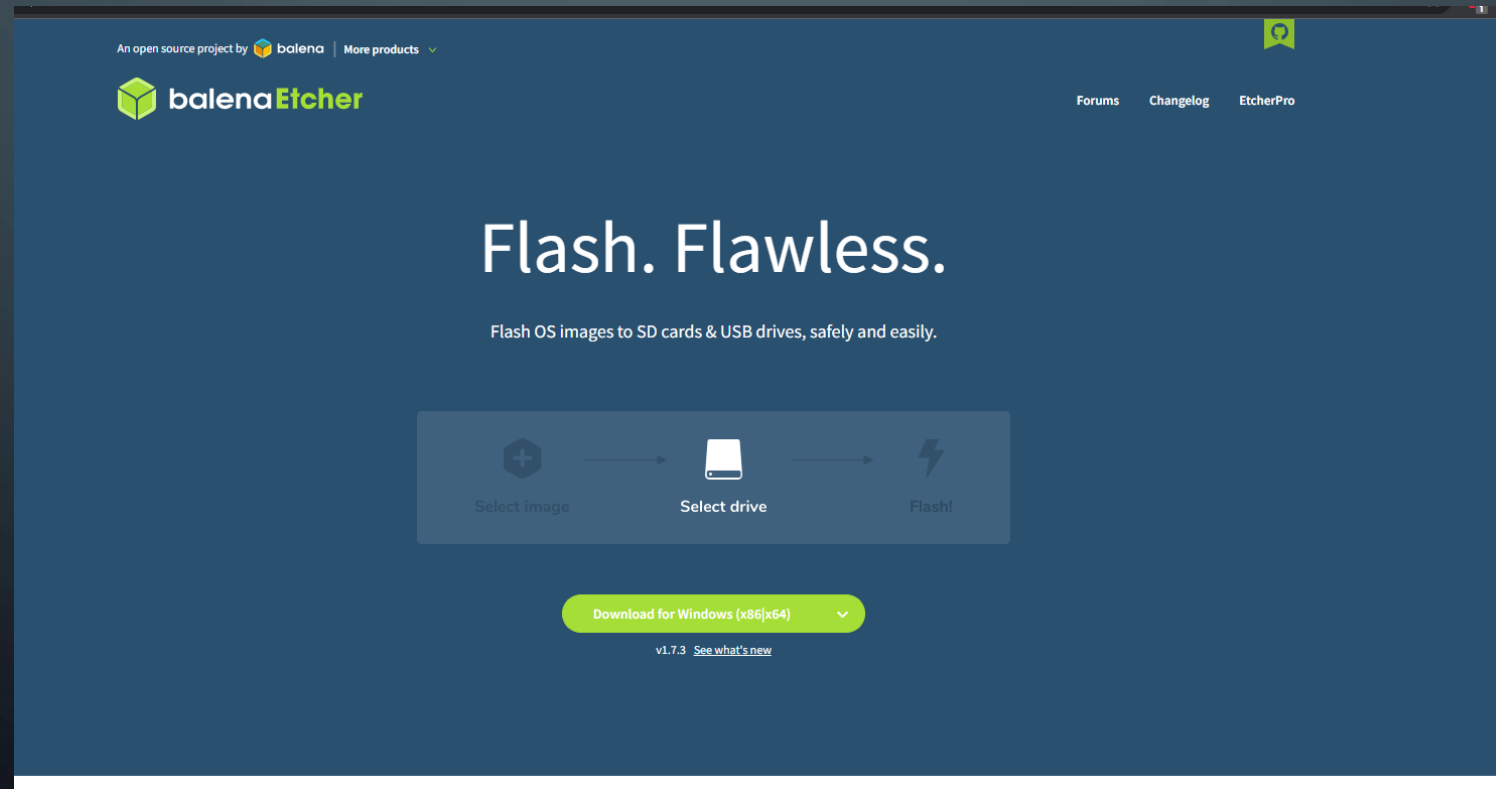 An open source project by balena | More products
balenaEtcher
Forums Changelog EtcherPro
Flash. Flawless.
Flash OS images to SD cards & USB drives, safely and easily.
Select image Select drive Flash!
Download for Windows (x86|x64)
v1.7.3 See what's new
1